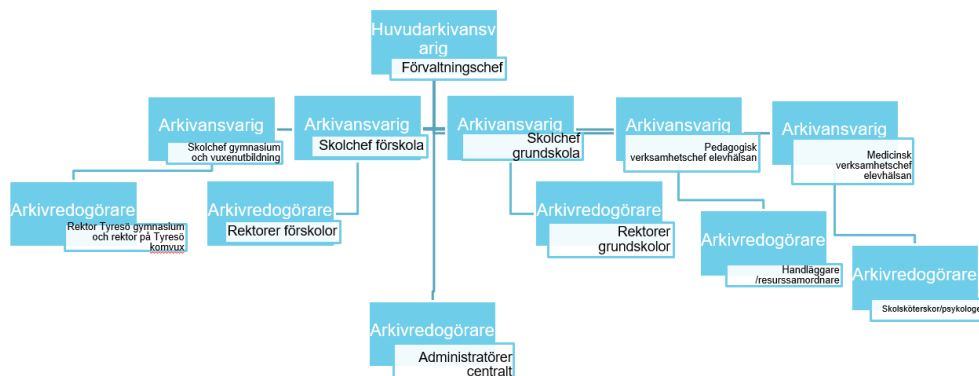 Huvudarkivansv
arig
Förvaltningschef
Arkivansvarig
Skolchef gymnasium
och vuxenutbildning
Arkivansvarig
Skolchef förskola
Arkivansvarig
Skolchef
grundskola
Arkivansvarig
Pedagogisk
verksamhetschef elevhälsan
Arkivansvarig
Medicinsk
verksamhetschef
elevhälsan
Arkivredogörare
Rektor Tyresö gymnasium
och rektor på Tyresö
komvux
Arkivredogörare
Rektorer förskolor
Arkivredogörare
Rektorer
grundskolor
Arkivredogörare
Handläggare
/resurssamordnare
Arkivredogörare
Skolsköterskor/psykologe
Arkivredogörare
Administratörer
centralt